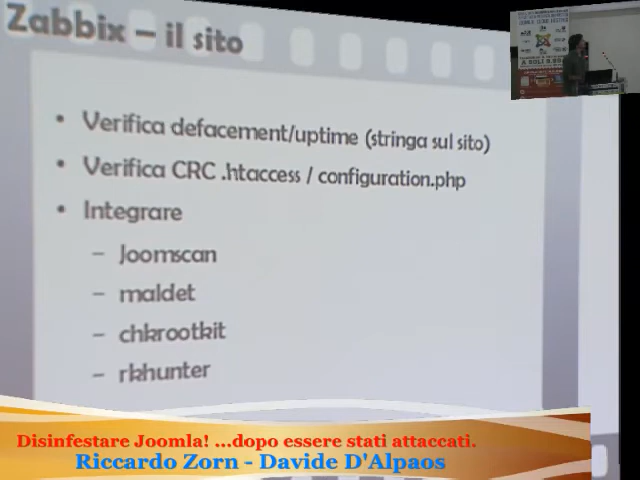 Zabbix – il sito
• Verifica defacement/uptime (stringa sul sito)
• Verifica CRC .htaccess / configuration.php
• Integrare
– Joomscan
– maldet
– chkrootkit
– rkhunter
Disinfestare Joomla! ...dopo essere stati attaccati.
Riccardo Zorn - Davide D'Alpaos